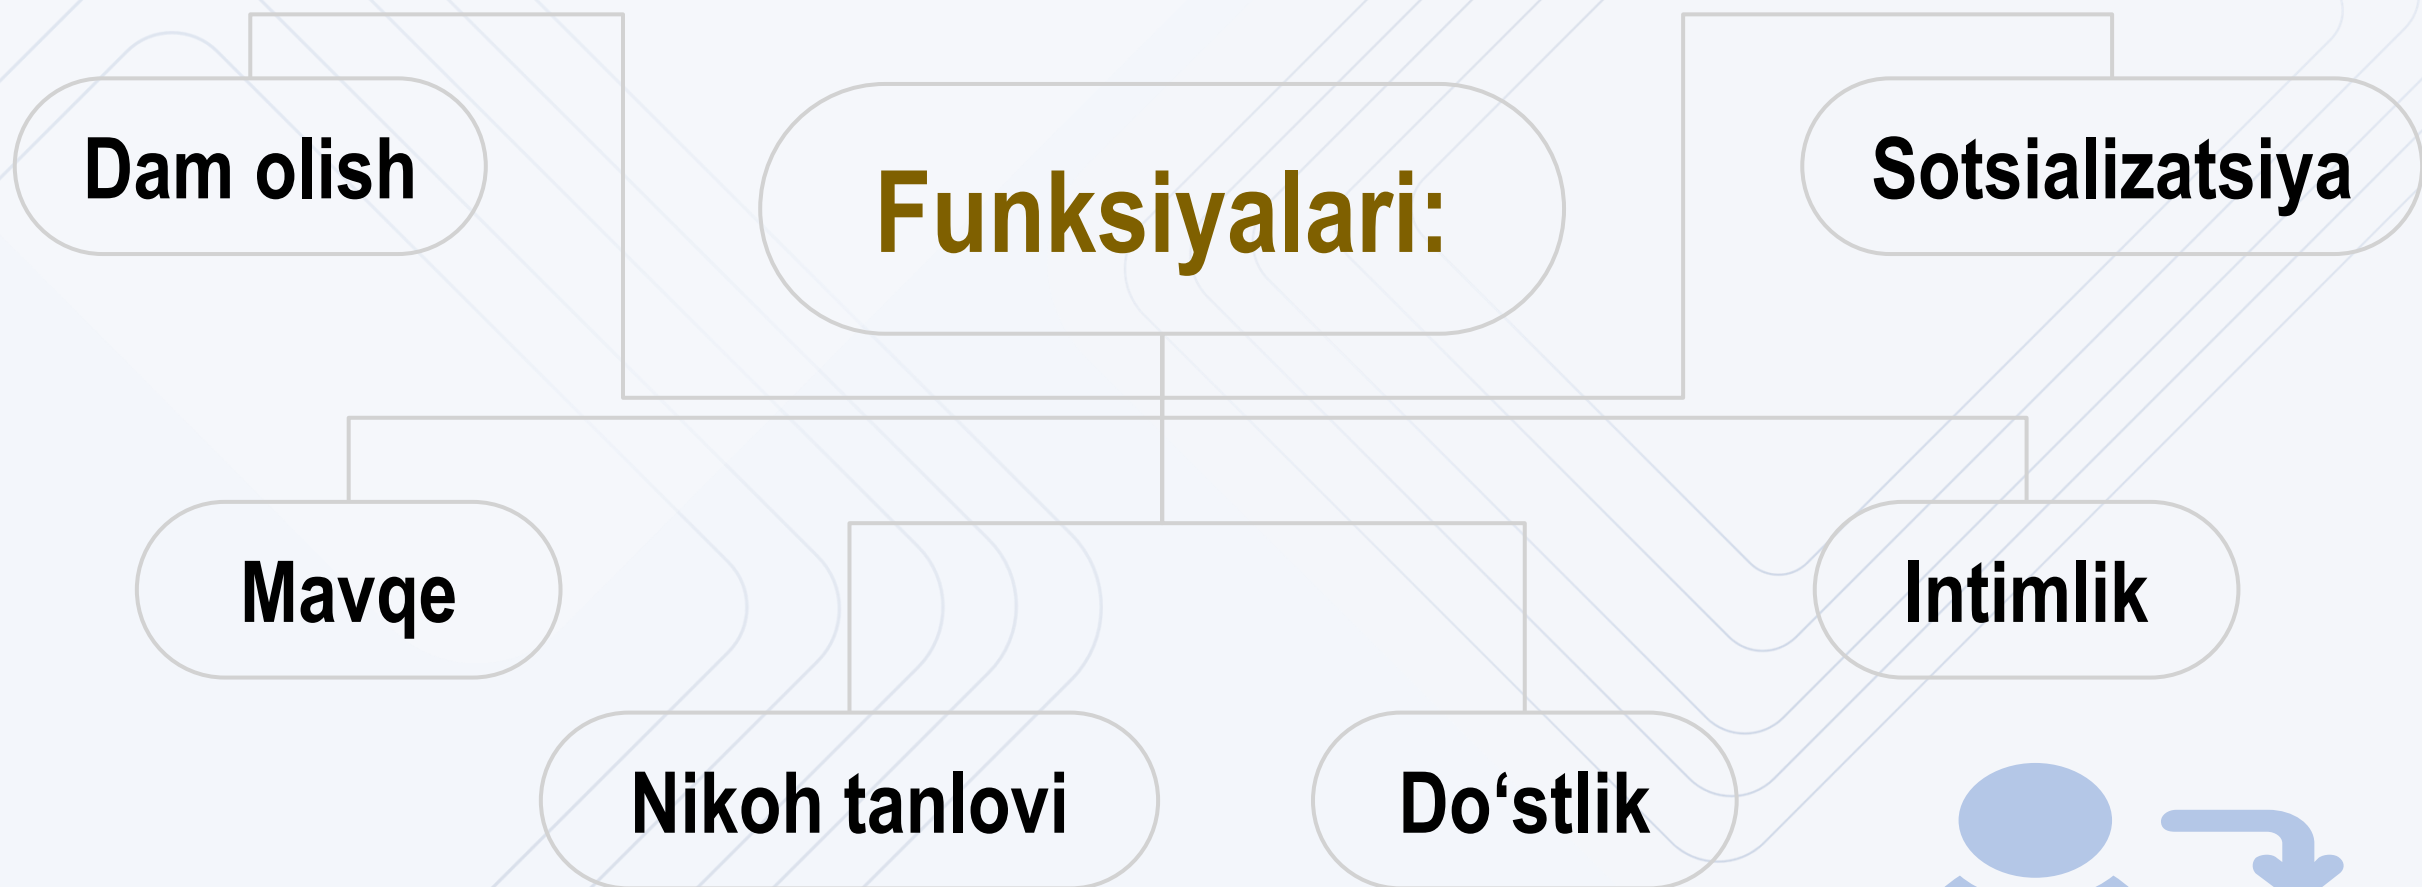 Dam olish
Funksiyalari:
Sotsializatsiya
Mavqe
Intimlik
Nikoh tanlovi
Do‘stlik